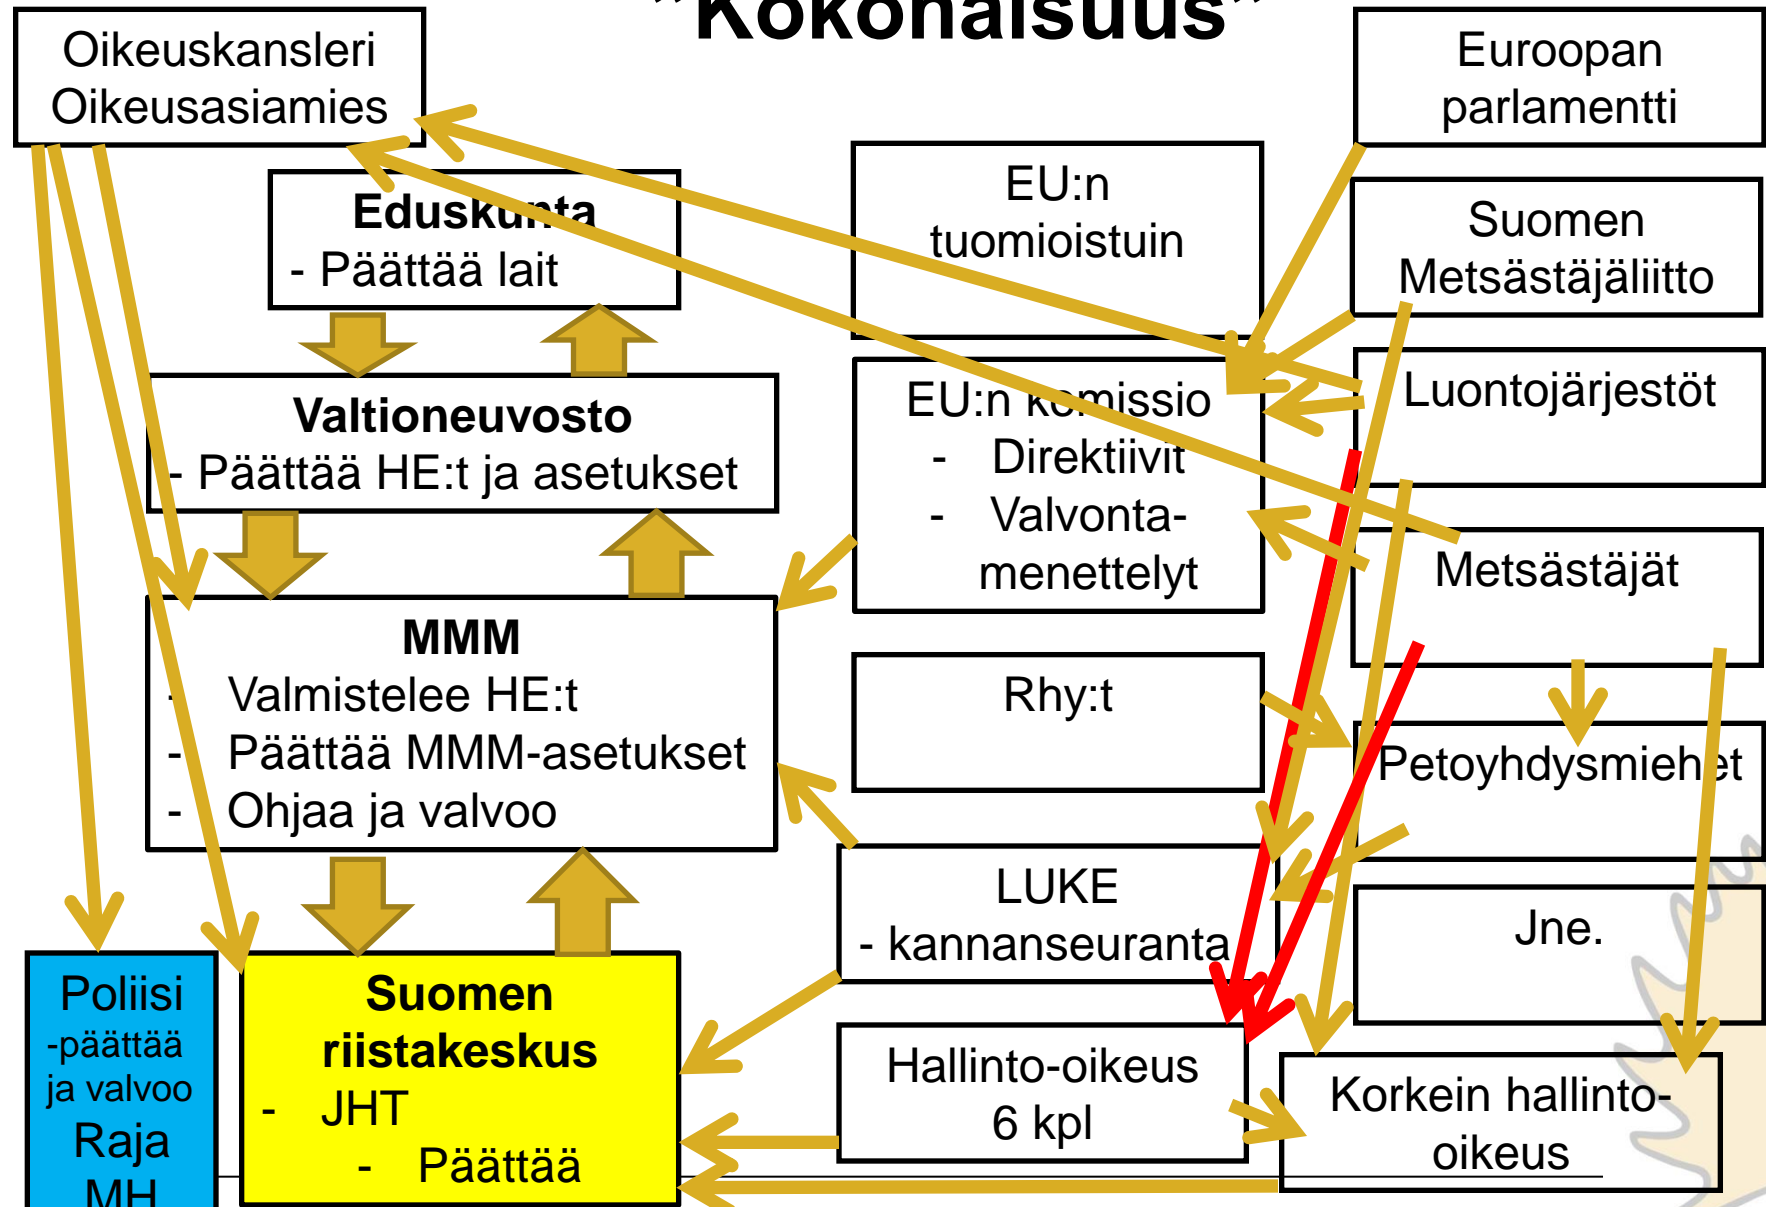 "Kokonaisuus"
Oikeuskansleri
Oikeusasiamies
Eduskunta
- Päättää lait
Valtioneuvosto
- Päättää HE:t ja asetukset
MMM
- Valmistelee HE:t
- Päättää MMM-asetukset
- Ohjaa ja valvoo
Poliisi
-päättää
ja valvoo
Raja
MH
Suomen
riistakeskus
- JHT
- Päättää
EU:n
tuomioistuin
EU:n komissio
- Direktiivit
- Valvonta-
menettelyt
Rhy:t
LUKE
- kannanseuranta
Hallinto-oikeus
6 kpl
Euroopan
parlamentti
Suomen
Metsästäjäliitto
Luontojärjestöt
Metsästäjät
Petoyhdysmiehet
Jne.
Korkein hallinto-
oikeus